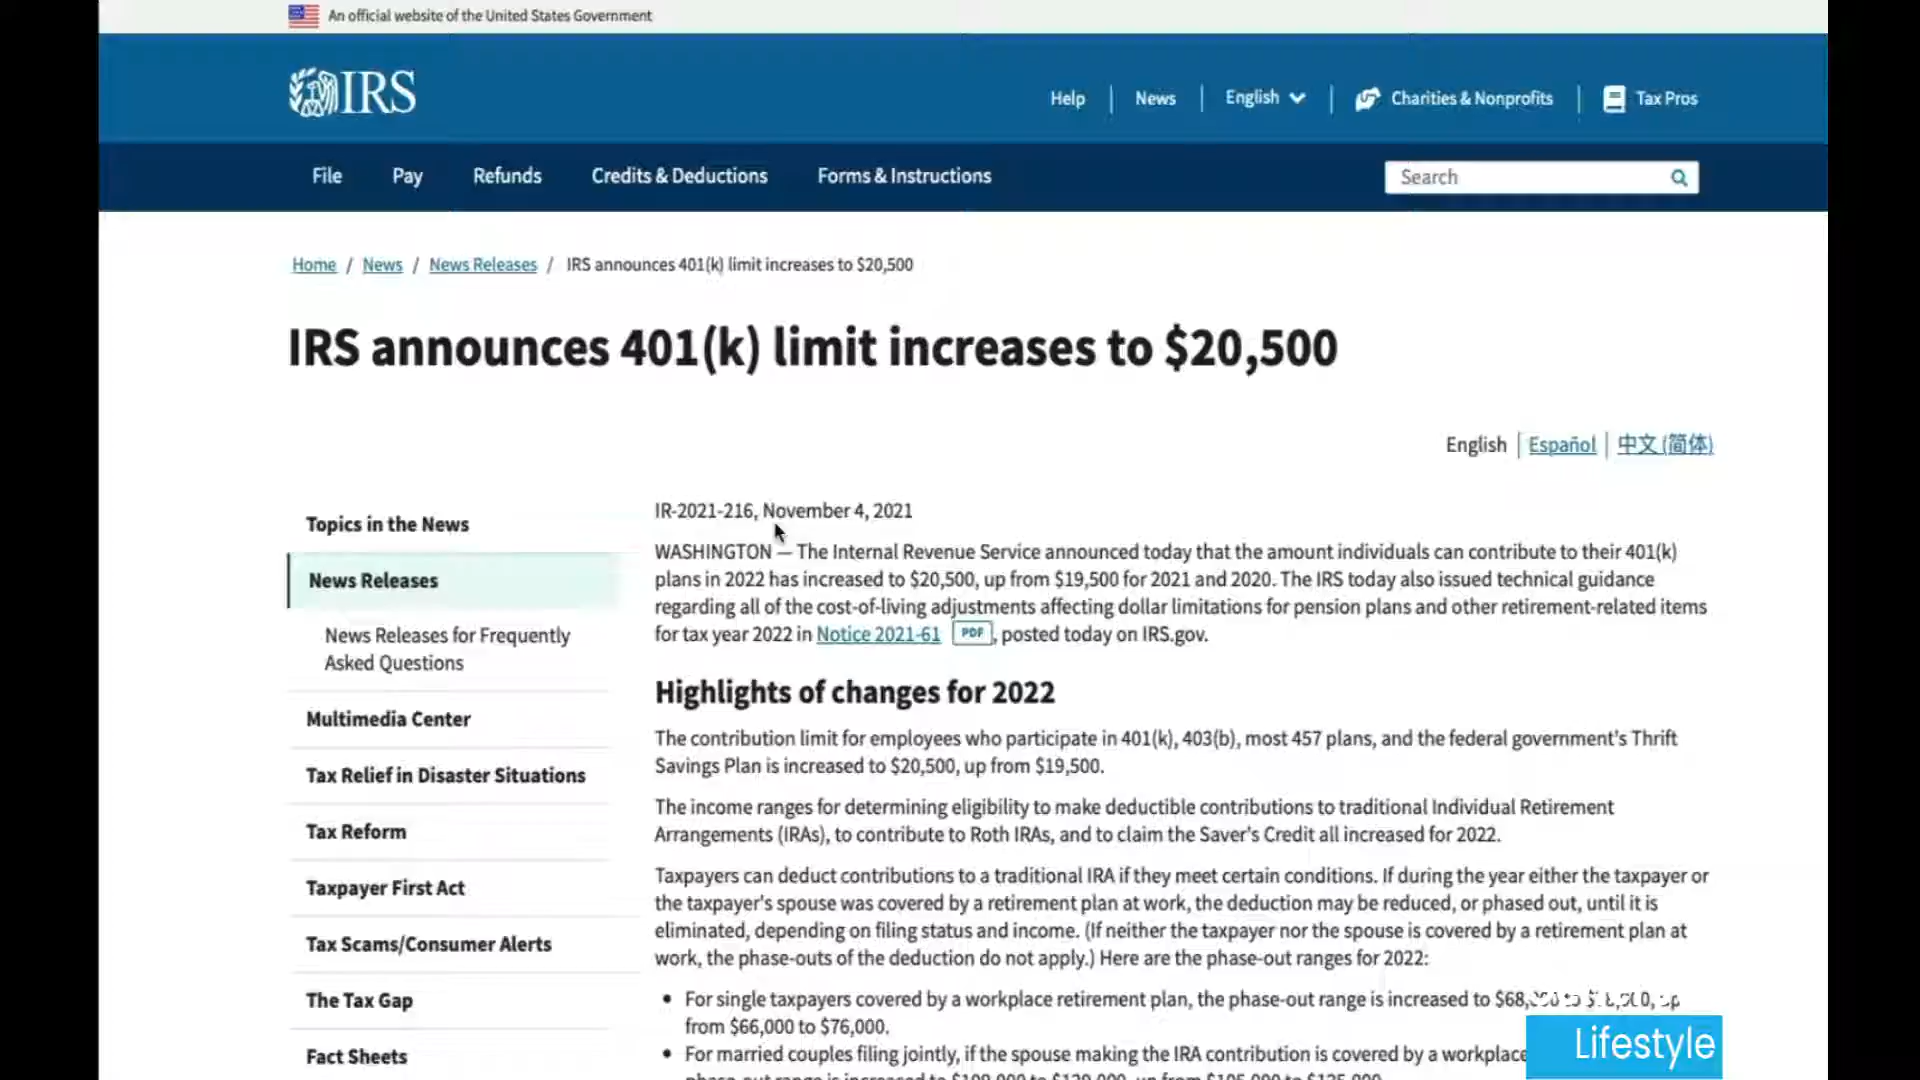 An official website of the United States Government
IRS
Help
News
English
Charities & Nonprofits
Tax Pros
File
Pay
Refunds
Credits & Deductions
Forms & Instructions
Search
Home / News / News Releases / IRS announces 401(k) limit increases to $20,500
IRS announces 401(k) limit increases to $20,500
English | Español | 中文 (简体)
Topics in the News
News Releases
News Releases for Frequently
Asked Questions
Multimedia Center
Tax Relief in Disaster Situations
Tax Reform
Taxpayer First Act
Tax Scams/Consumer Alerts
The Tax Gap
Fact Sheets
IR-2021-216, November 4, 2021
WASHINGTON — The Internal Revenue Service announced today that the amount individuals can contribute to their 401(k)
plans in 2022 has increased to $20,500, up from $19,500 for 2021 and 2020. The IRS today also issued technical guidance
regarding all of the cost-of-living adjustments affecting dollar limitations for pension plans and other retirement-related items
for tax year 2022 in Notice 2021-61 PDF, posted today on IRS.gov.
Highlights of changes for 2022
The contribution limit for employees who participate in 401(k), 403(b), most 457 plans, and the federal government's Thrift
Savings Plan is increased to $20,500, up from $19,500.
The income ranges for determining eligibility to make deductible contributions to traditional Individual Retirement
Arrangements (IRAs), to contribute to Roth IRAs, and to claim the Saver's Credit all increased for 2022.
Taxpayers can deduct contributions to a traditional IRA if they meet certain conditions. If during the year either the taxpayer or
the taxpayer's spouse was covered by a retirement plan at work, the deduction may be reduced, or phased out, until it is
eliminated, depending on filing status and income. (If neither the taxpayer nor the spouse is covered by a retirement plan at
work, the phase-outs of the deduction do not apply.) Here are the phase-out ranges for 2022:
• For single taxpayers covered by a workplace retirement plan, the phase-out range is increased to up
from $66,000 to $76,000.
• For married couples filing jointly, if the spouse making the IRA contribution is covered by a workplace
Lifestyle